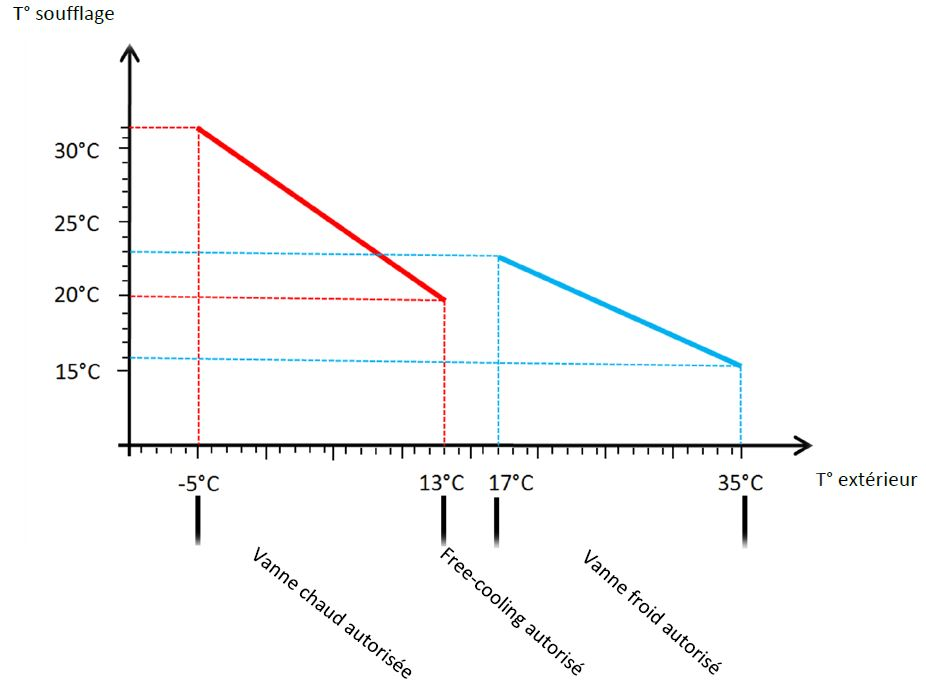 T° soufflage
30°C
25°C
20°C
15°C
-5°C 13°C 17°C 35°C
T° extérieur
Vanne chaud autorisée
Free-cooling autorisé
Vanne froid autorisé